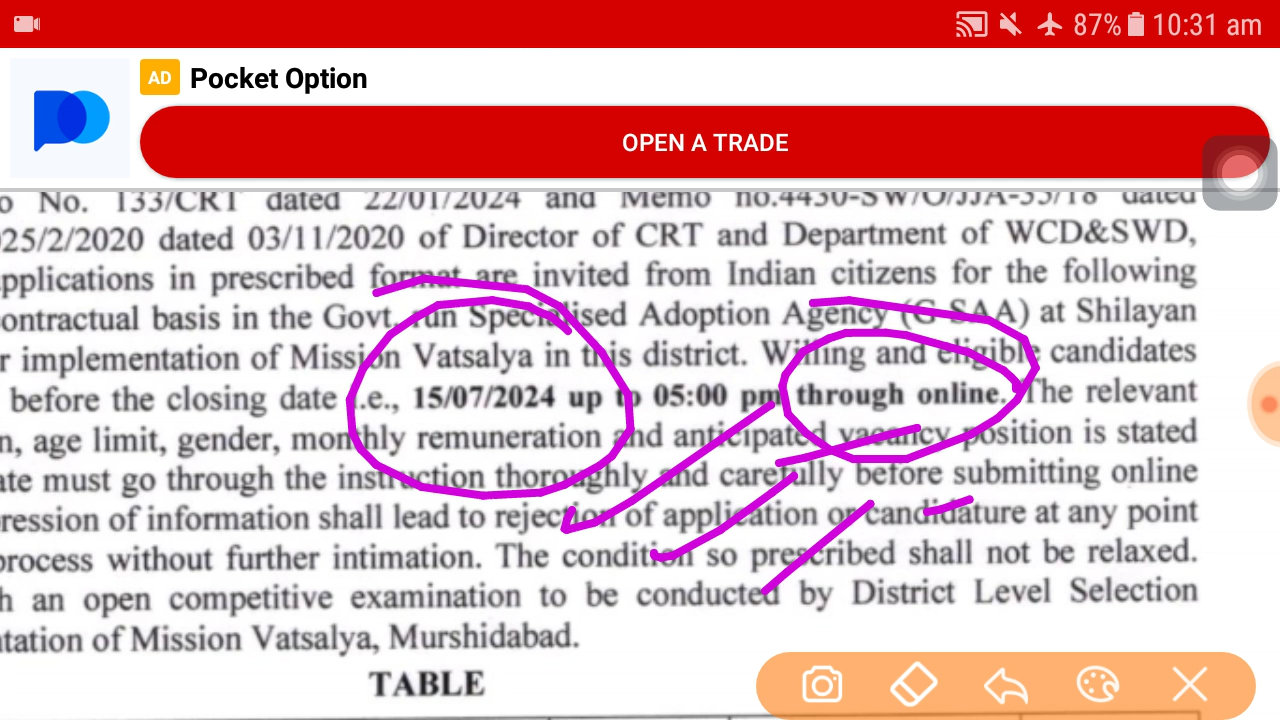 87% 10:31 am
AD Pocket Option
OPEN A TRADE
o No. 133/CRT dated 22/01/2024 and Memo no.4430-SW/O/JJA-35/18 dated
025/2/2020 dated 03/11/2020 of Director of CRT and Department of WCD&SWD,
pplications in prescribed format are invited from Indian citizens for the following
ontractual basis in the Govt. run Specialised Adoption Agency (G-SAA) at Shilayan
r implementation of Mission Vatsalya in this district. Willing and eligible candidates
before the closing date i.e., 15/07/2024 up to 05:00 pm through online. The relevant
n, age limit, gender, monthly remuneration and anticipated vacancy position is stated
ate must go through the instruction thoroughly and carefully before submitting online
ression of information shall lead to rejection of application or candidature at any point
process without further intimation. The condition so prescribed shall not be relaxed.
h an open competitive examination to be conducted by District Level Selection
ntation of Mission Vatsalya, Murshidabad.
TABLE